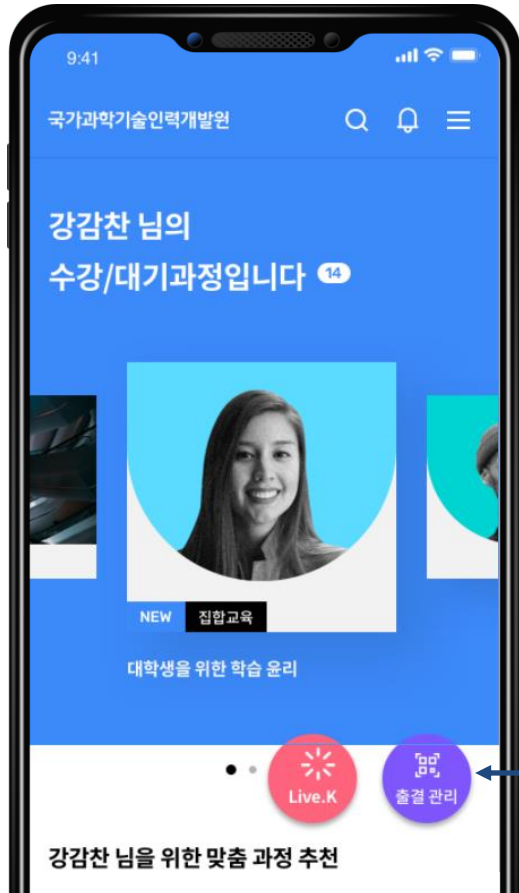 9:41
국가과학기술인력개발원
강감찬 님의
수강/대기과정입니다 14
NEW 집합교육
대학생을 위한 학습 윤리
Live.K
출결 관리
강감찬 님을 위한 맞춤 과정 추천